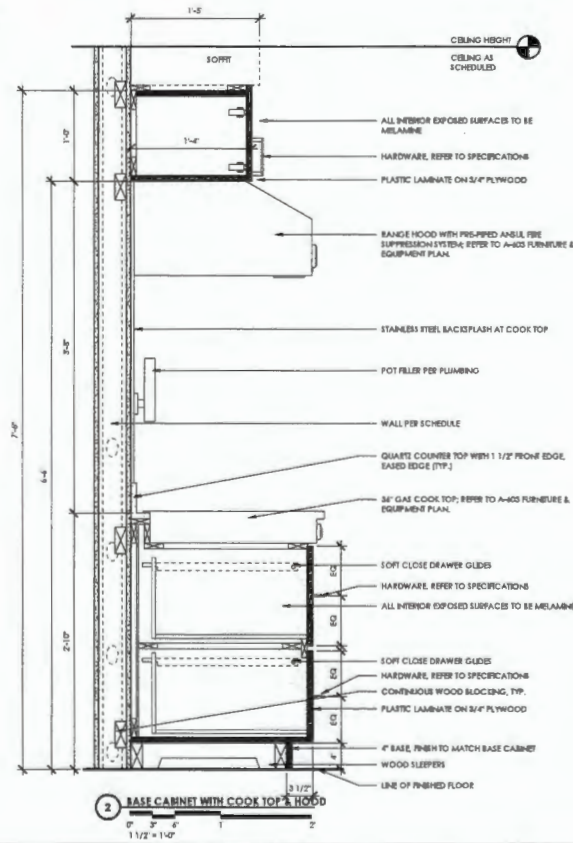 1'-5"
CEILING HEIGHT
SOFFIT
CEILING AS
SCHEDULED
1'-0"
1'-4"
ALL INTERIOR EXPOSED SURFACES TO BE
MELAMINE
HARDWARE, REFER TO SPECIFICATIONS
PLASTIC LAMINATE ON 3/4" PLYWOOD
RANGE HOOD WITH PRE-PIPED ANSUL FIRE
SUPPRESSION SYSTEM; REFER TO A-603 FURNITURE &
EQUIPMENT PLAN.
STAINLESS STEEL BACKSPLASH AT COOK TOP
POT FILLER PER PLUMBING
WALL PER SCHEDULE
QUARTZ COUNTER TOP WITH 1 1/2" FRONT EDGE,
EASED EDGE (TYP.)
36" GAS COOK TOP; REFER TO A-603 FURNITURE &
EQUIPMENT PLAN.
SOFT CLOSE DRAWER GLIDES
HARDWARE, REFER TO SPECIFICATIONS
ALL INTERIOR EXPOSED SURFACES TO BE MELAMINE
SOFT CLOSE DRAWER GLIDES
HARDWARE, REFER TO SPECIFICATIONS
CONTINUOUS WOOD BLOCKING, TYP.
PLASTIC LAMINATE ON 3/4" PLYWOOD
4" BASE, FINISH TO MATCH BASE CABINET
WOOD SLEEPERS
LINE OF FINISHED FLOOR
2'-10"
EQ
EQ
EQ
EQ
4"
3 1/2"
2 BASE CABINET WITH COOK TOP & HOOD
0" 3" 6" 1 2'
1 1/2" = 1'-0"